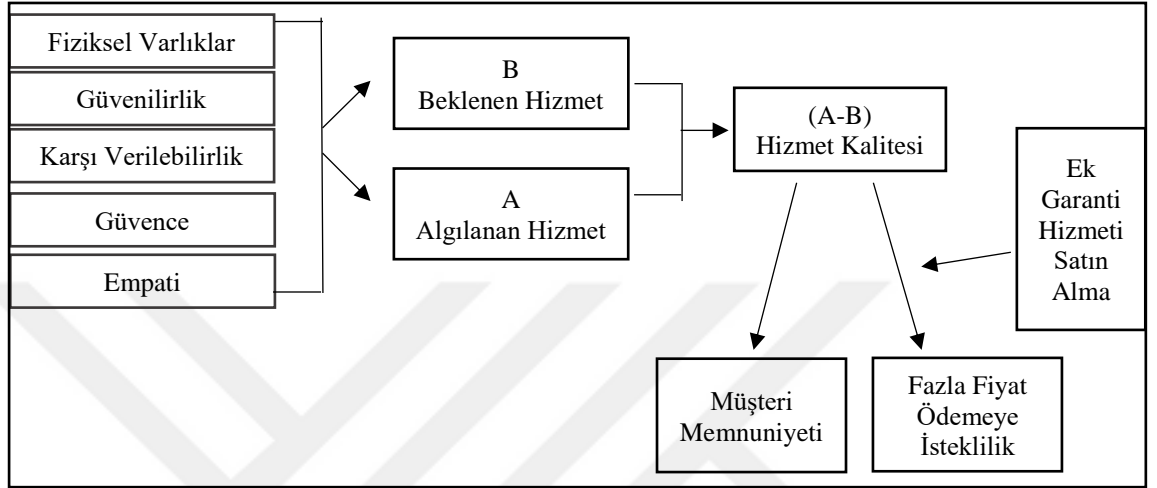 Fiziksel Varlıklar
Güvenilirlik
Karşı Verilebilirlik
Güvence
Empati
B
Beklenen Hizmet
A
Algılanan Hizmet
(A-B)
Hizmet Kalitesi
Ek
Garanti
Hizmeti
Satın
Alma
Müşteri
Memnuniyeti
Fazla Fiyat
Ödemeye
İsteklilik